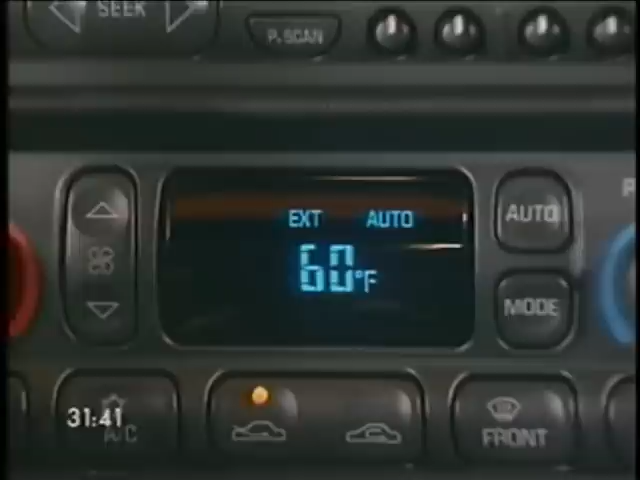 SEEK
P.SCAN
EXT AUTO
60°F
AUTO
MODE
31:41
A/C
FRONT